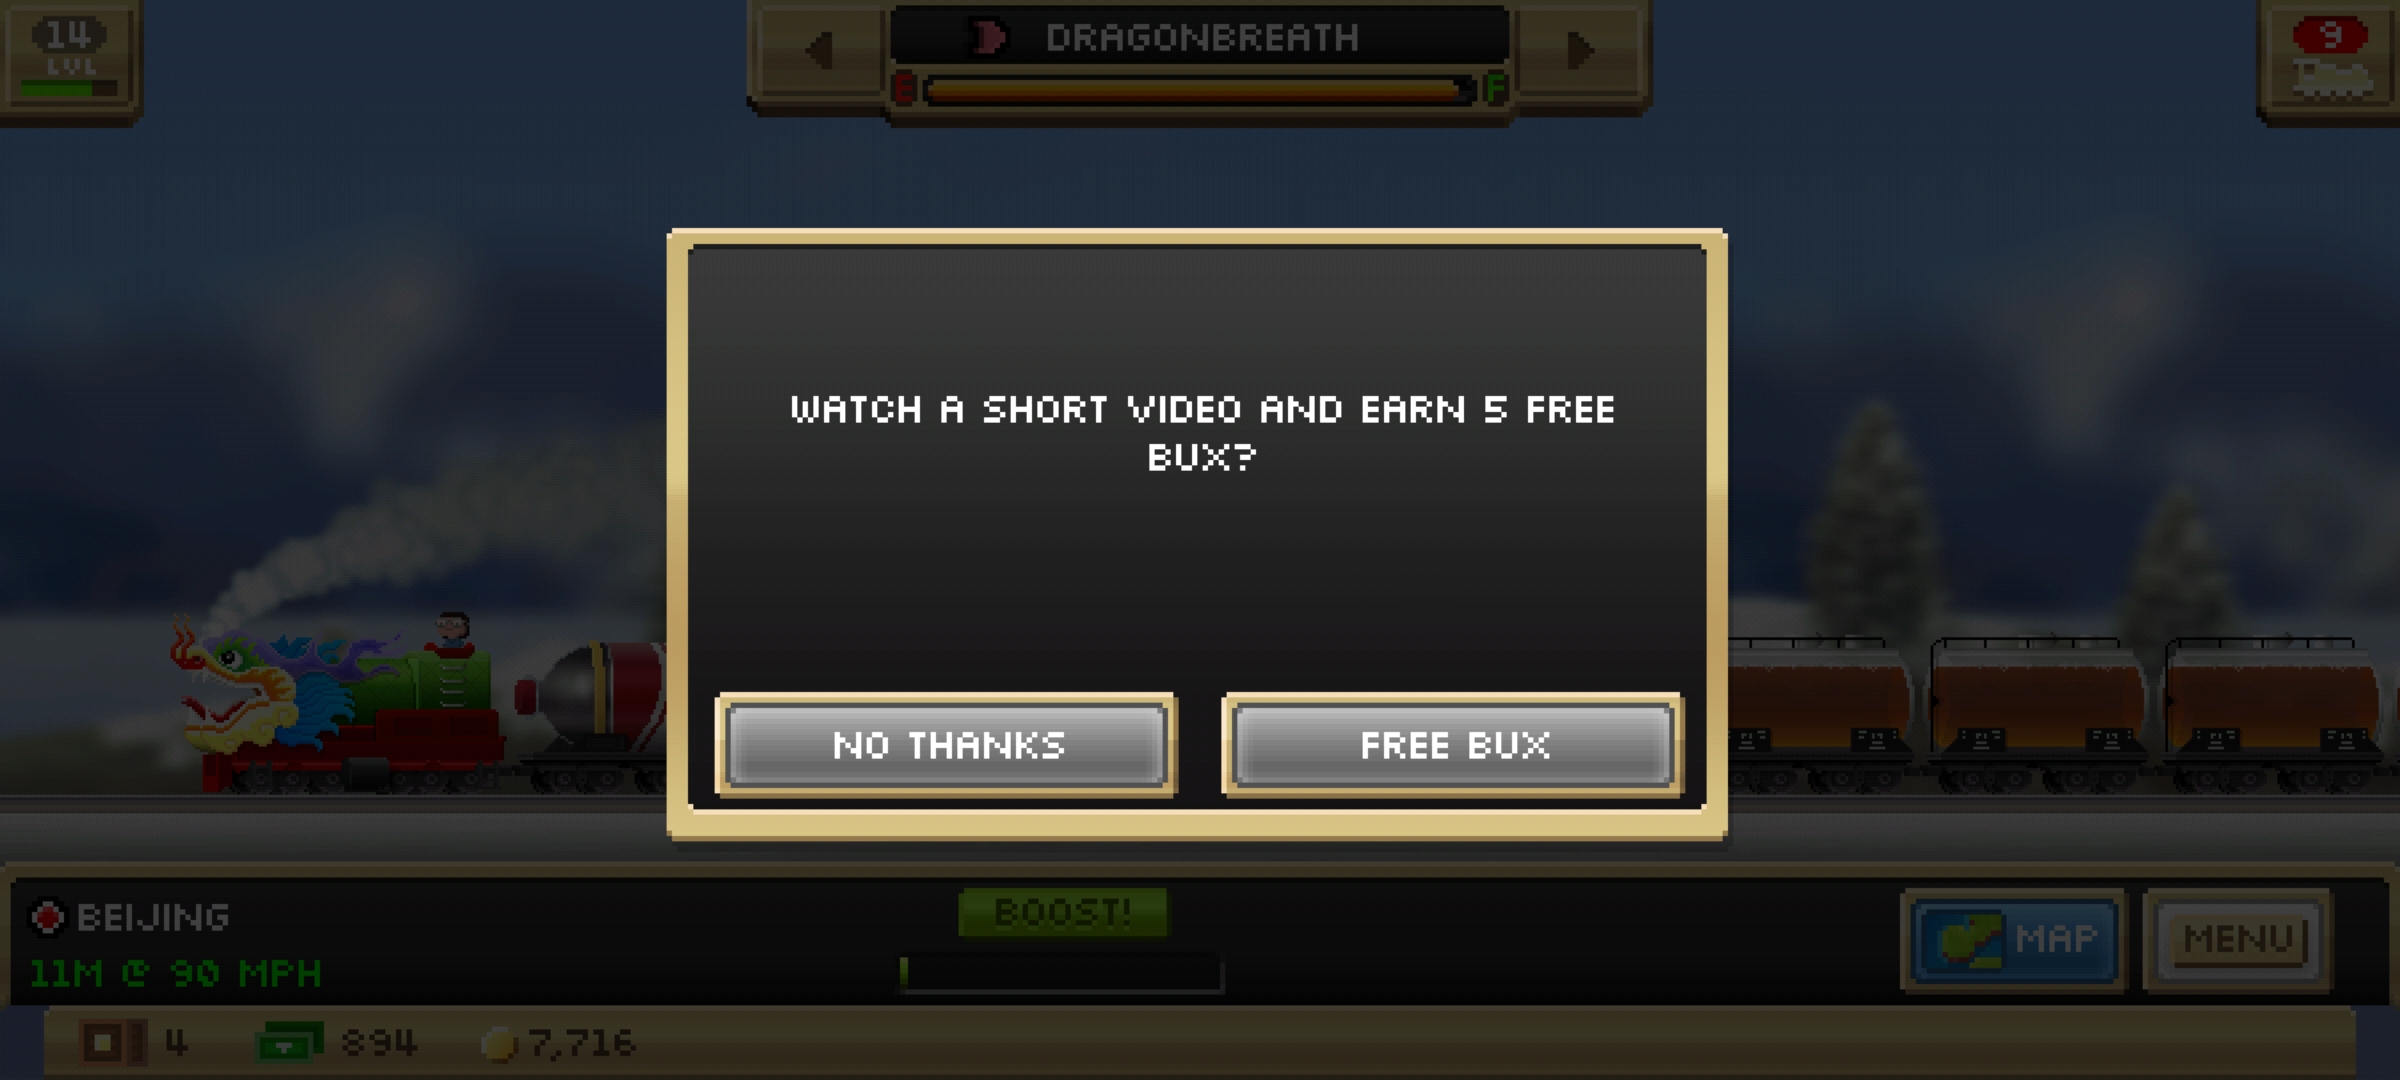 14
LVL
DRAGONBREATH
E
F
9
WATCH A SHORT VIDEO AND EARN 5 FREE
BUX?
NO THANKS
FREE BUX
BEIJING
11M @ 90 MPH
BOOST!
MAP
MENU
4
894
7,716